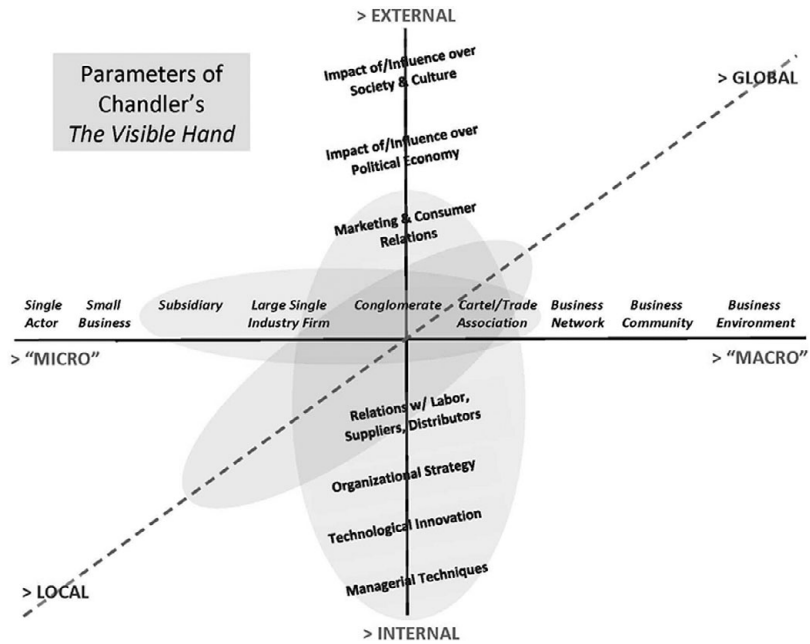 > EXTERNAL
Parameters of
Chandler's
The Visible Hand
Impact of/Influence over
Society & Culture
> GLOBAL
Impact of/Influence over
Political Economy
Marketing & Consumer
Relations
Single
Actor
Small
Business
Subsidiary
Large Single
Industry Firm
Conglomerate
Cartel/Trade
Association
Business
Network
Business
Community
Business
Environment
> "MICRO"
> "MACRO"
Relations w/ Labor,
Suppliers, Distributors
Organizational Strategy
Technological Innovation
Managerial Techniques
> LOCAL
> INTERNAL